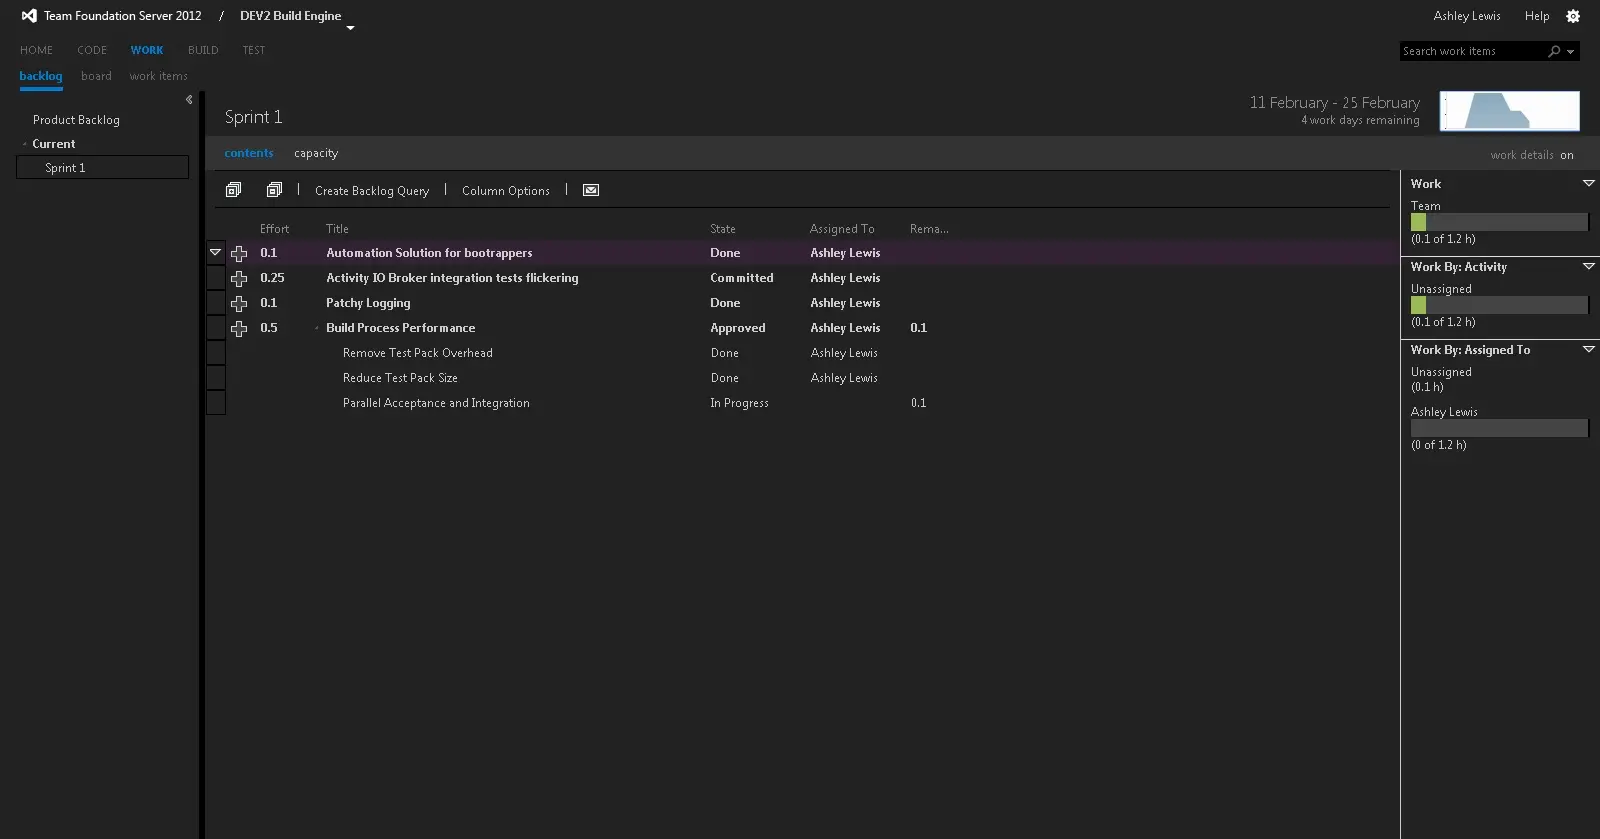 Team Foundation Server 2012 / DEV2 Build Engine
Ashley Lewis Help
HOME CODE WORK BUILD TEST
Search work items
backlog board work items
Product Backlog
Current
Sprint 1
Sprint 1
11 February - 25 February
4 work days remaining
contents capacity
work details on
Create Backlog Query | Column Options |
Effort Title State Assigned To Rema...
0.1 Automation Solution for bootrappers Done Ashley Lewis
0.25 Activity IO Broker integration tests flickering Committed Ashley Lewis
0.1 Patchy Logging Done Ashley Lewis
0.5 Build Process Performance Approved Ashley Lewis 0.1
Remove Test Pack Overhead Done Ashley Lewis
Reduce Test Pack Size Done Ashley Lewis
Parallel Acceptance and Integration In Progress 0.1
Work
Team
(0.1 of 1.2 h)
Work By: Activity
Unassigned
(0.1 of 1.2 h)
Work By: Assigned To
Unassigned
(0.1 h)
Ashley Lewis
(0 of 1.2 h)